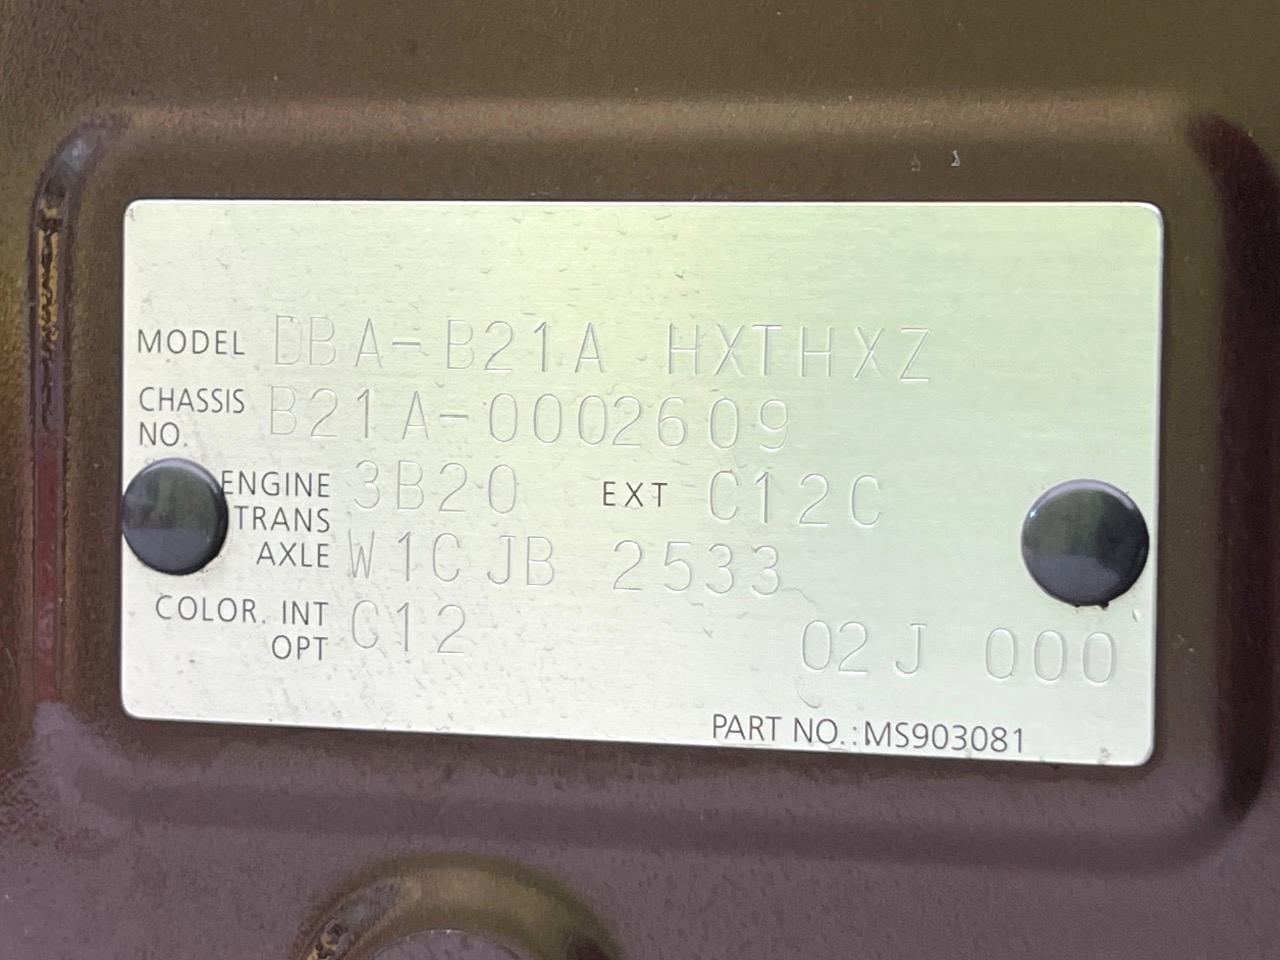 MODEL DBA-B21A HXTHXZ
CHASSIS NO. B21A-0002609
ENGINE 3B20 EXT C12C
TRANS AXLE W1CJB 2533
COLOR. INT OPT C12 02J 000
PART NO.:MS903081